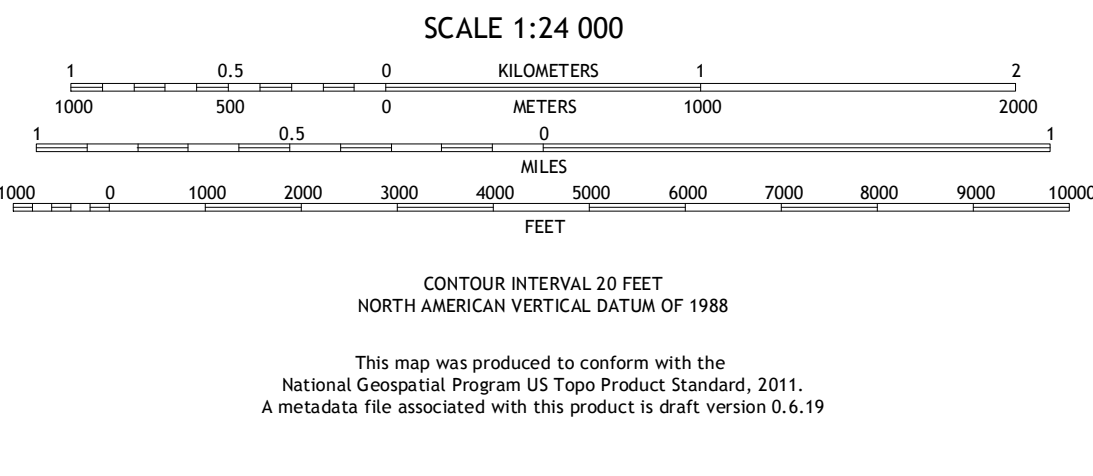 SCALE 1:24 000
1 0.5 0 KILOMETERS 1 2
1000 500 0 METERS 1000 2000
1 0.5 0 1
MILES
1000 0 1000 2000 3000 4000 5000 6000 7000 8000 9000 10000
FEET
CONTOUR INTERVAL 20 FEET
NORTH AMERICAN VERTICAL DATUM OF 1988
This map was produced to conform with the
National Geospatial Program US Topo Product Standard, 2011.
A metadata file associated with this product is draft version 0.6.19